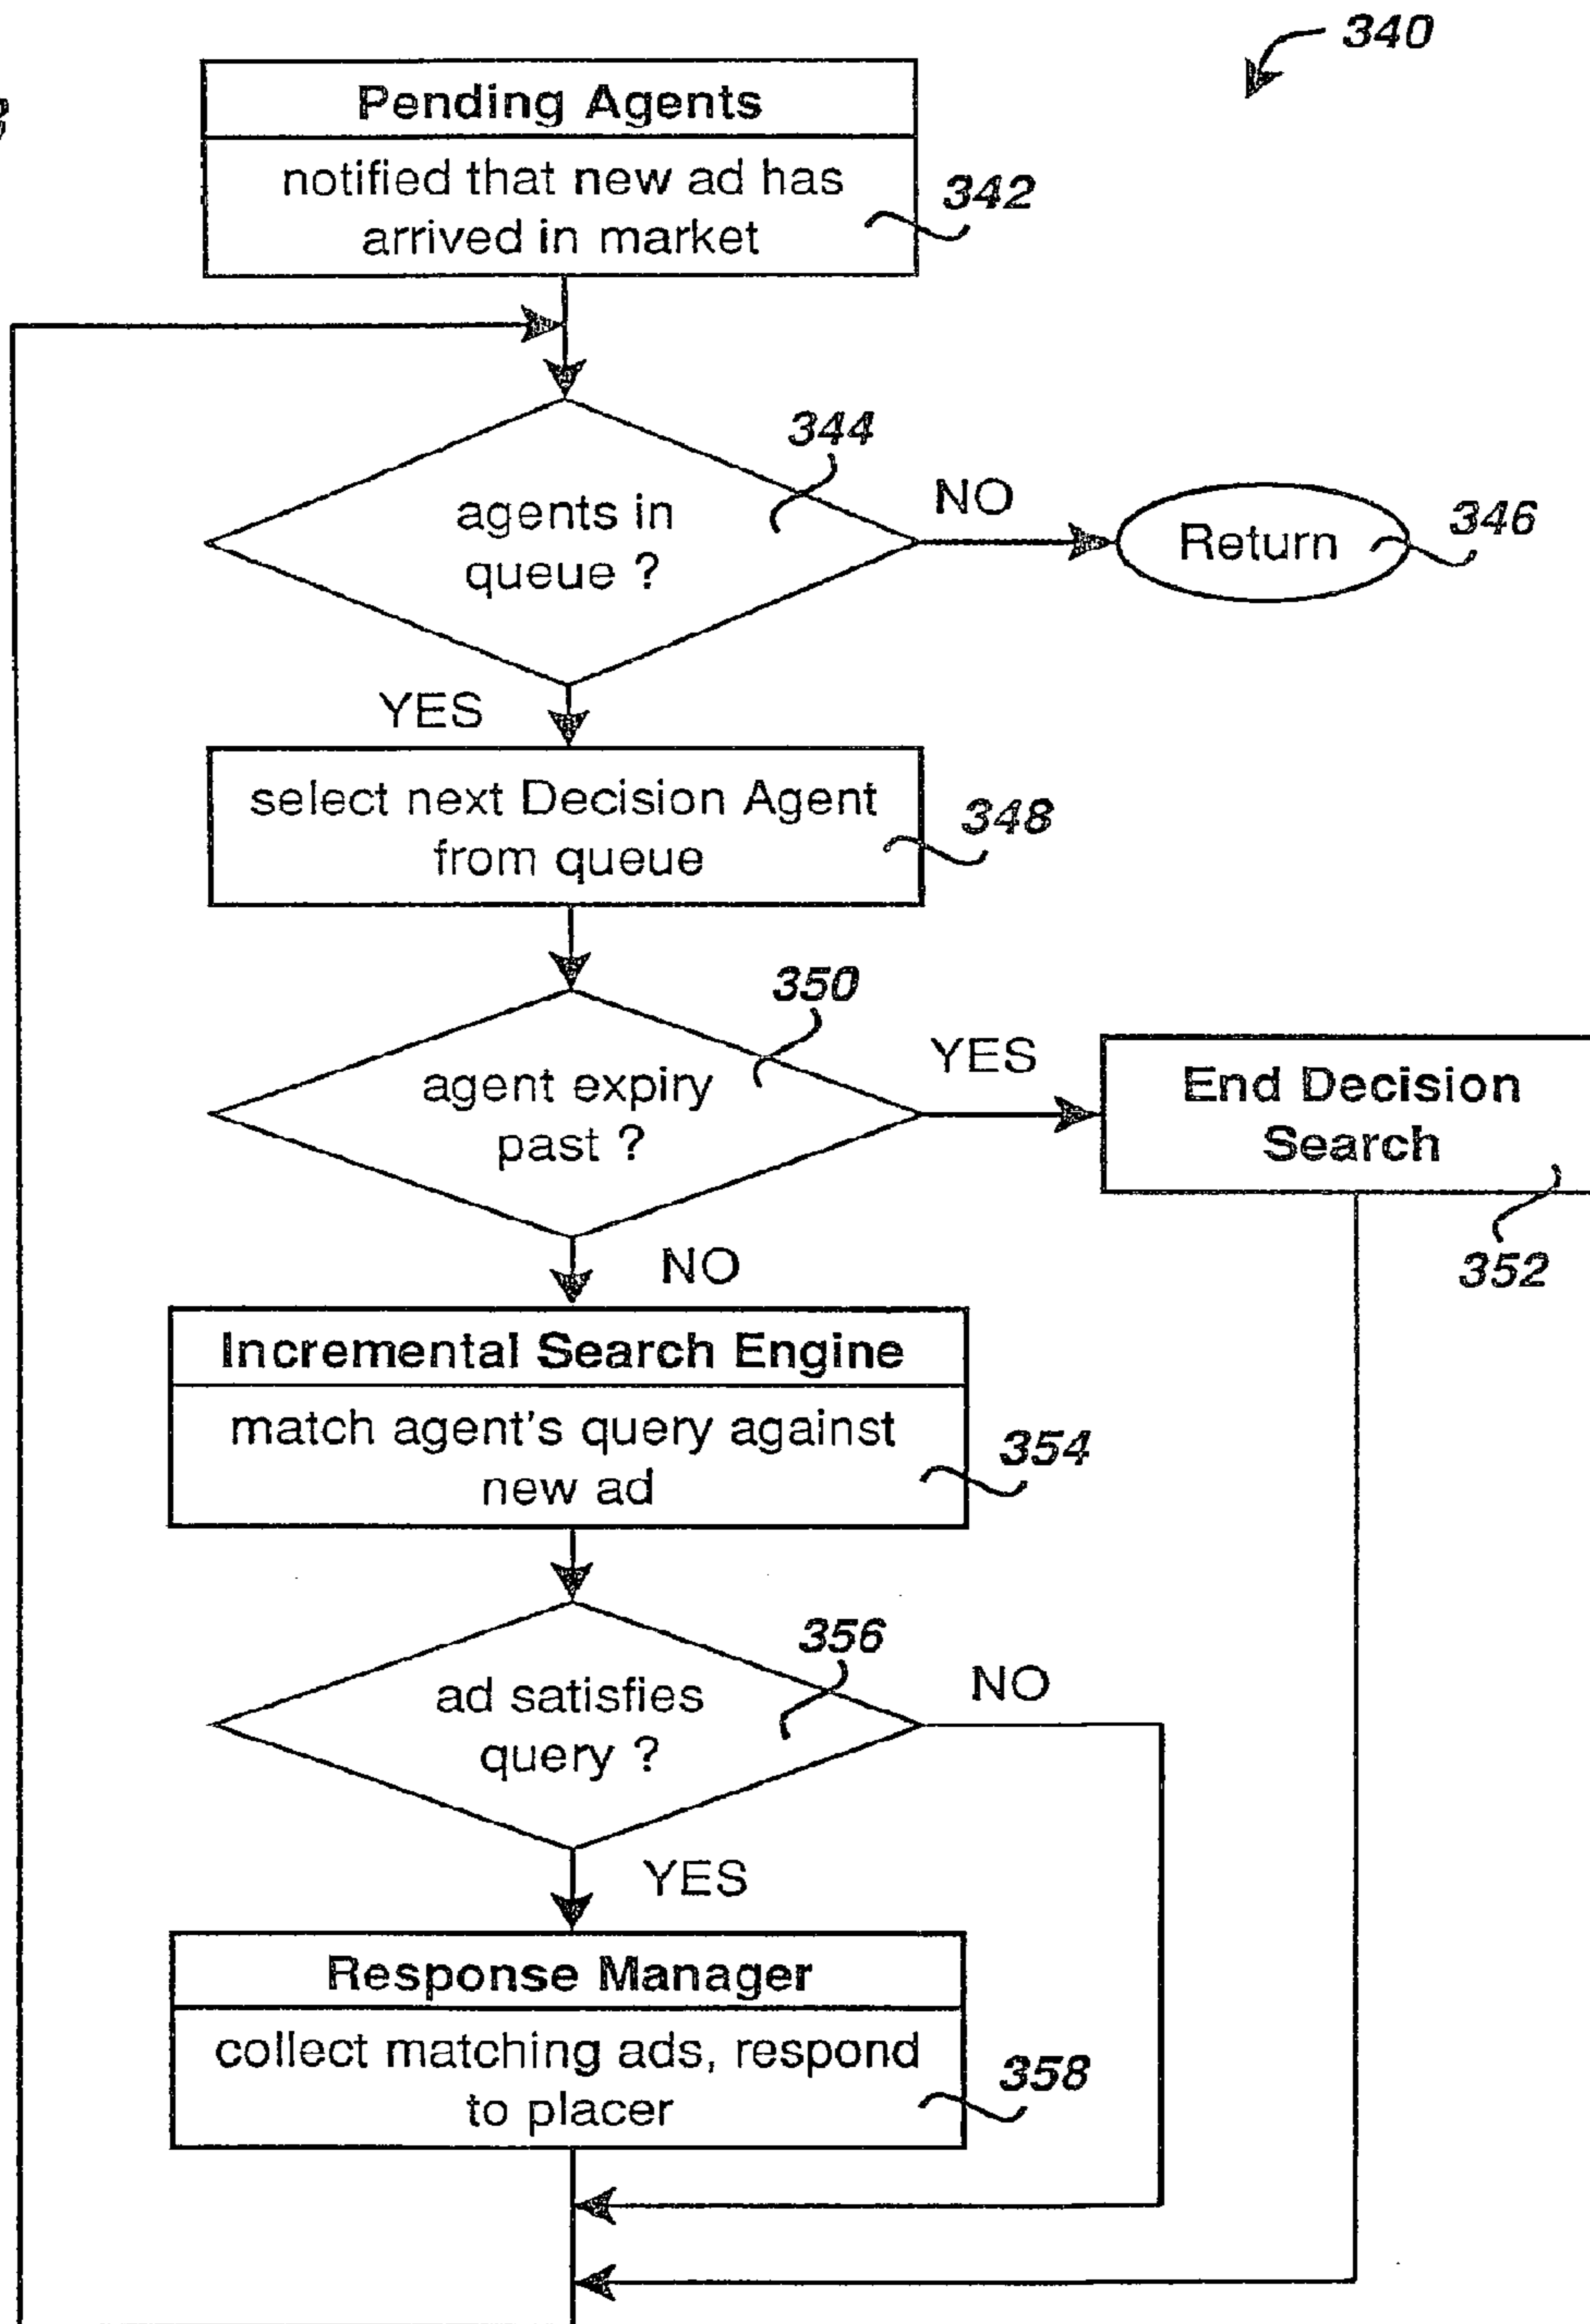 340
Pending Agents
notified that new ad has
arrived in market
342
344
agents in
queue ?
NO
Return
346
YES
select next Decision Agent
from queue
348
350
agent expiry
past ?
YES
End Decision
Search
352
NO
Incremental Search Engine
match agent's query against
new ad
354
356
ad satisfies
query ?
NO
YES
Response Manager
collect matching ads, respond
to placer
358